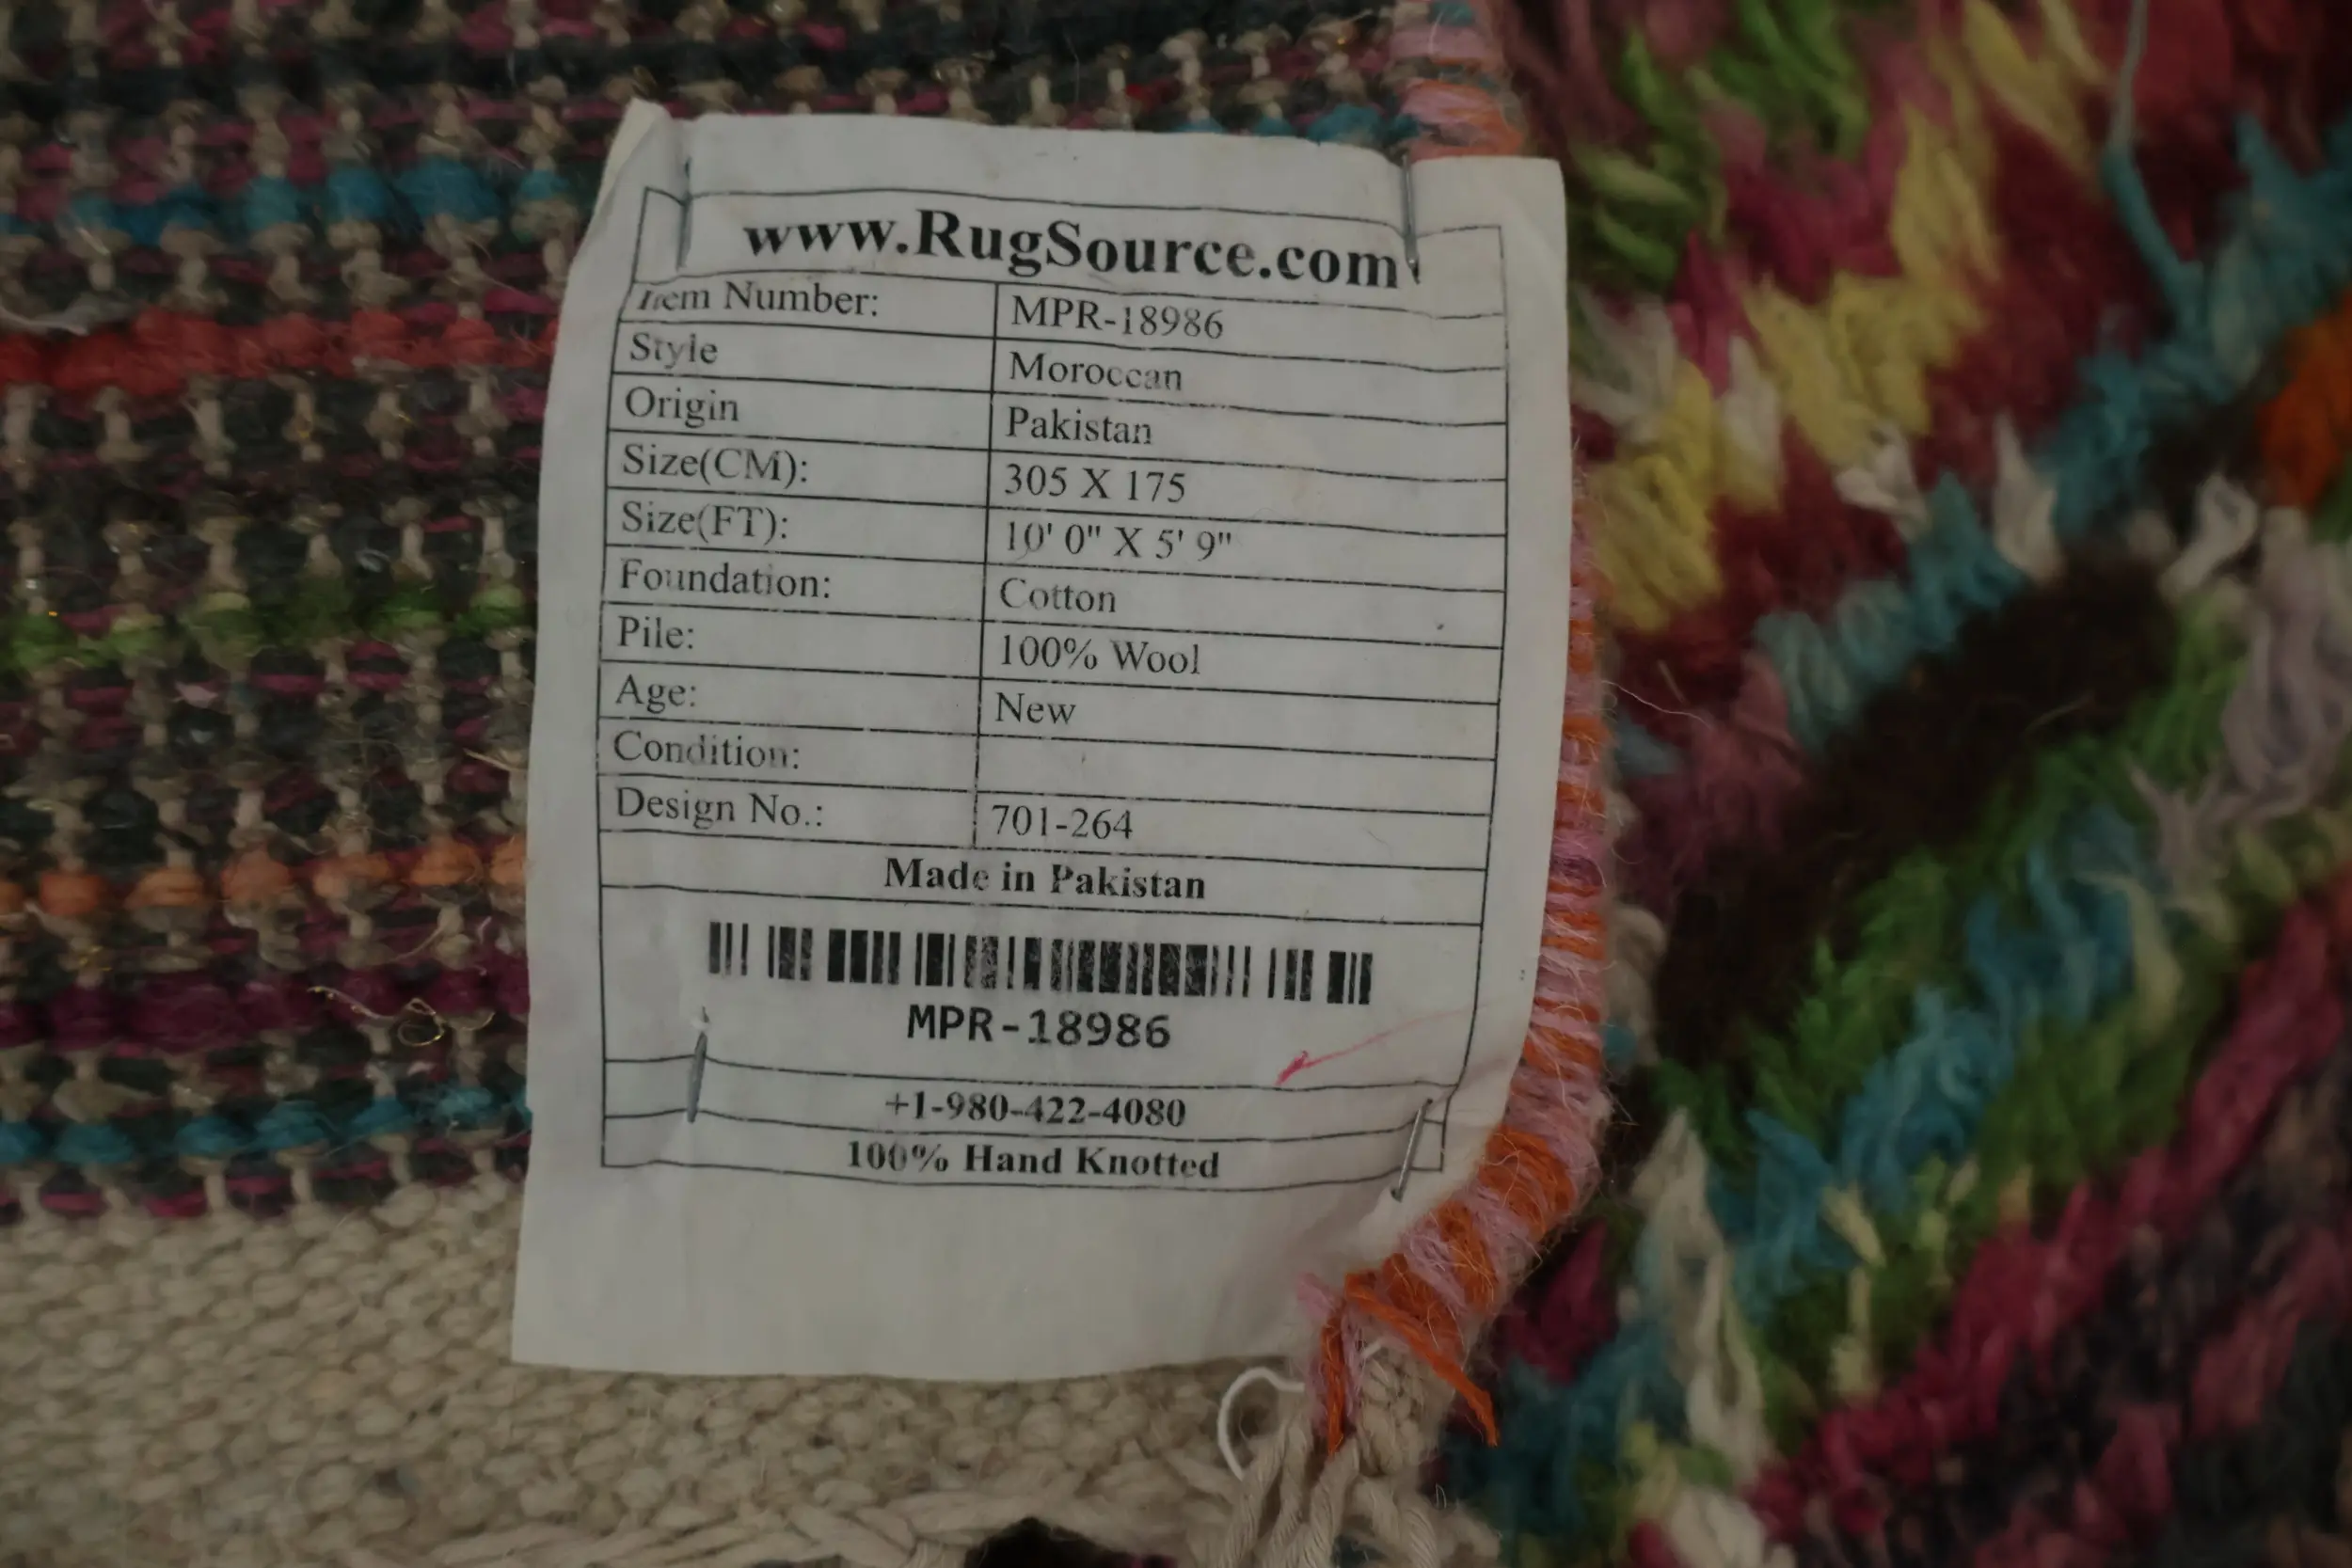 www.RugSource.com
Item Number: MPR-18986
Style Moroccan
Origin Pakistan
Size(CM): 305 X 175
Size(FT): 10' 0" X 5' 9"
Foundation: Cotton
Pile: 100% Wool
Age: New
Condition:
Design No.: 701-264
Made in Pakistan
MPR-18986
+1-980-422-4080
100% Hand Knotted